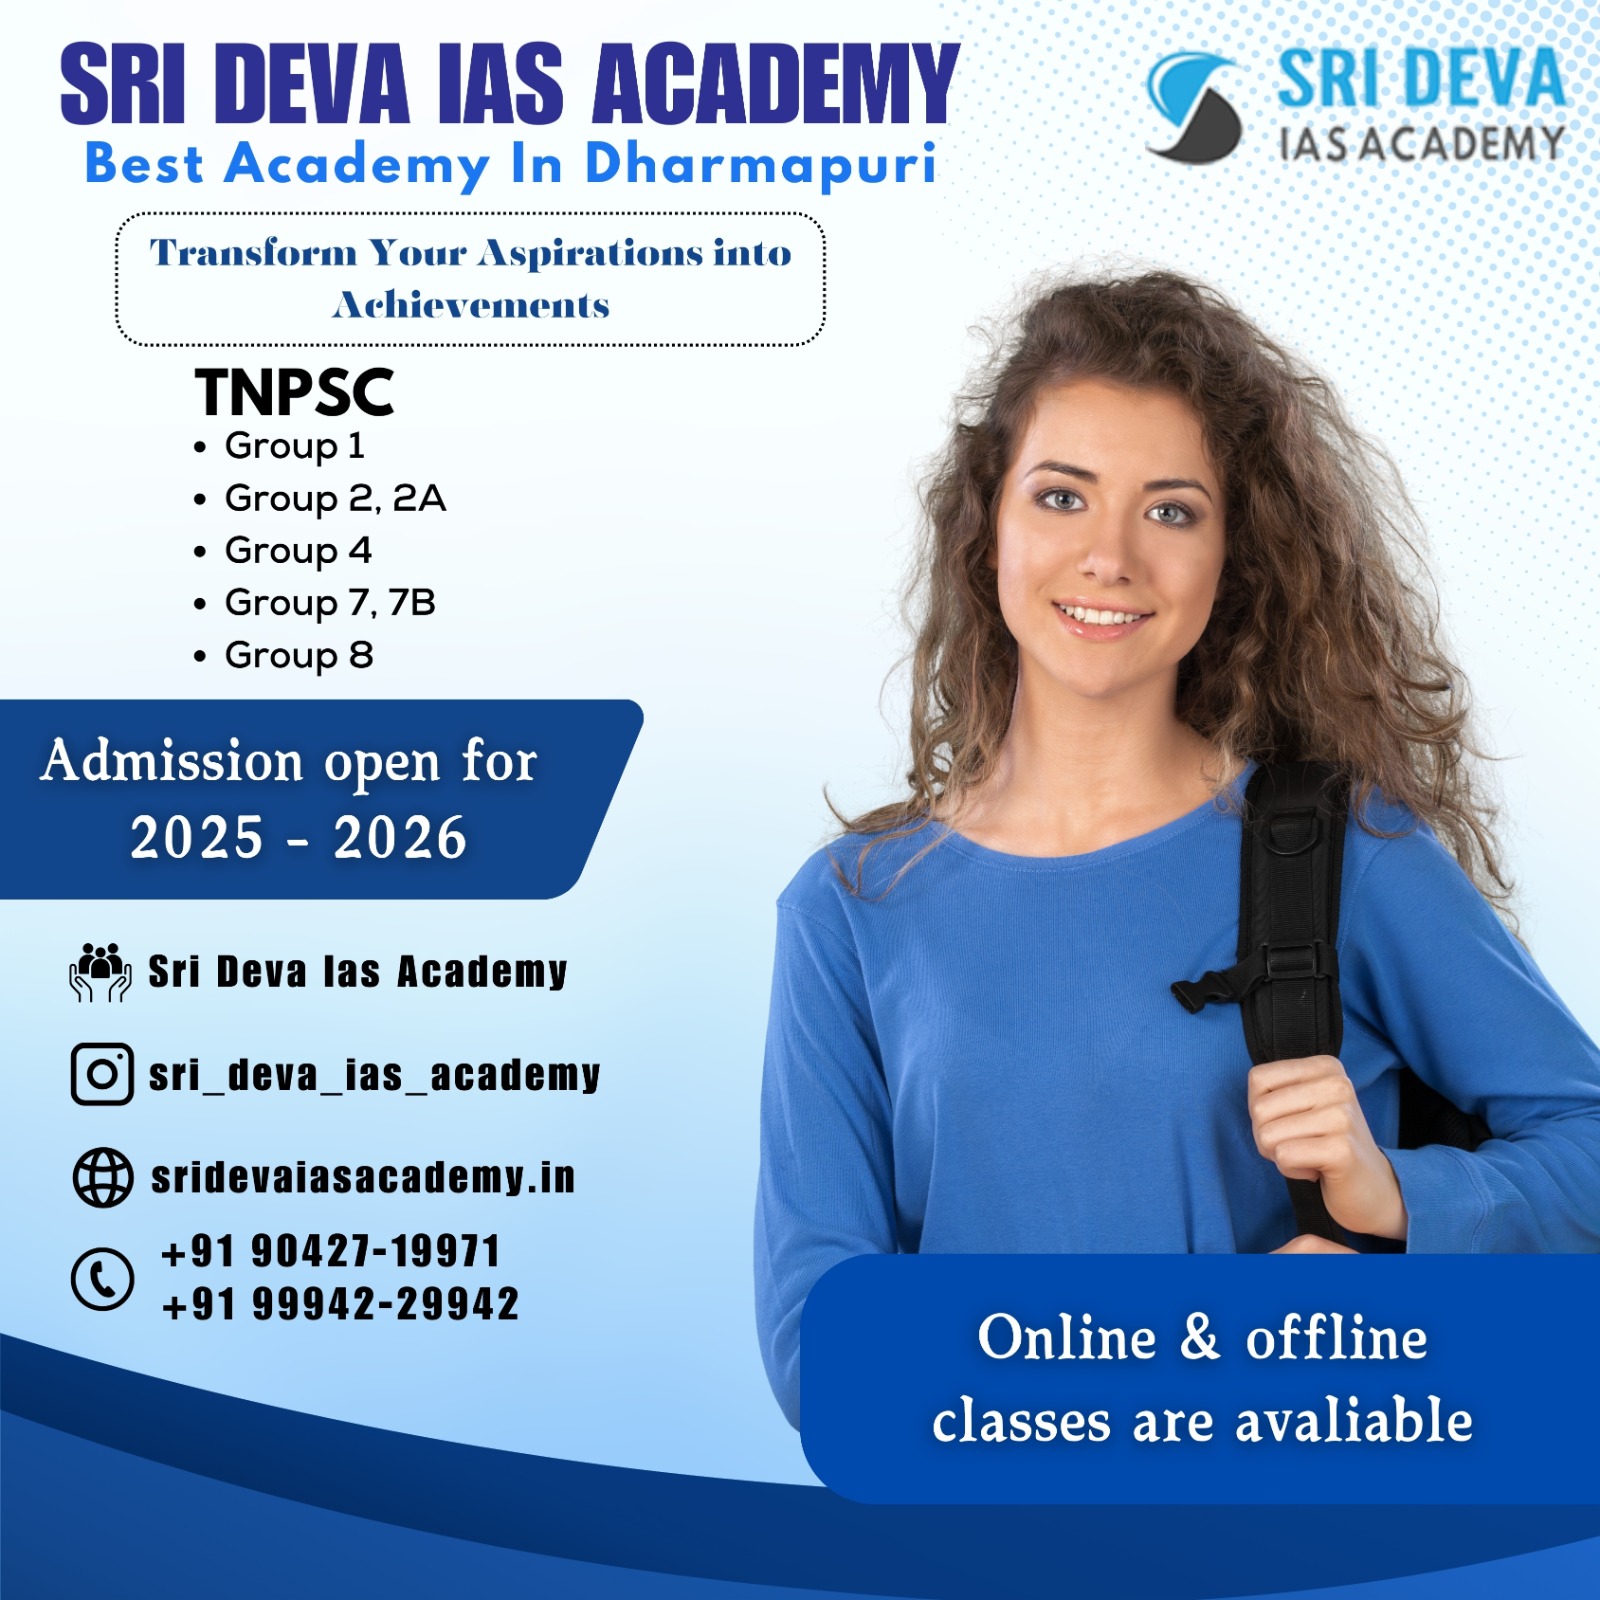 SRI DEVA IAS ACADEMY
Best Academy In Dharmapuri
SRI DEVA
IAS ACADEMY
Transform Your Aspirations into
Achievements
TNPSC
• Group 1
• Group 2, 2A
• Group 4
• Group 7, 7B
• Group 8
Admission open for
2025 - 2026
Sri Deva Ias Academy
sri_deva_ias_academy
sridevaiasacademy.in
+91 90427-19971
+91 99942-29942
Online & offline
classes are avaliable